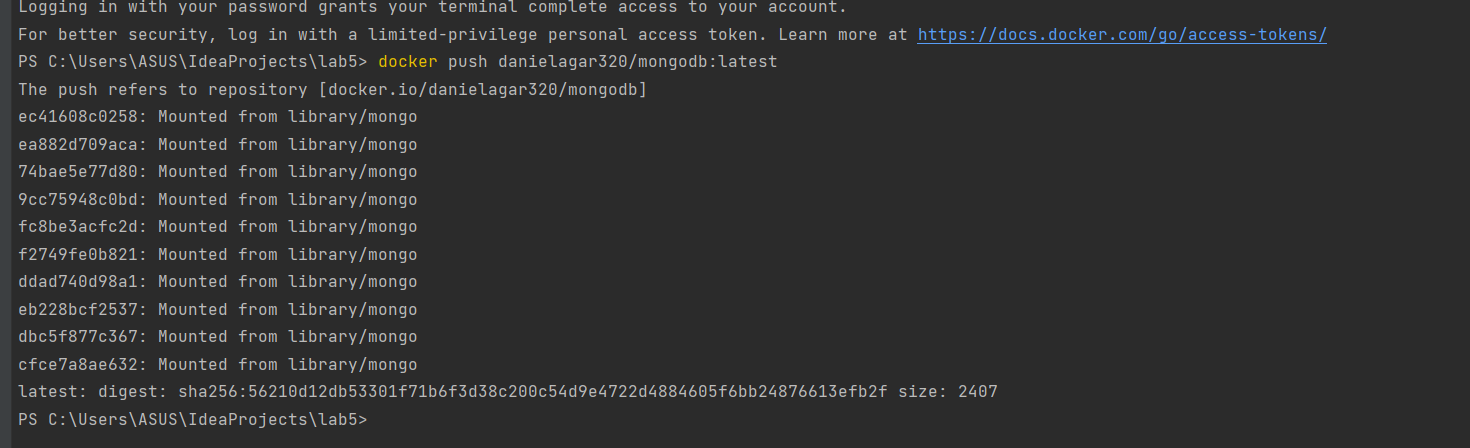 Logging in with your password grants your terminal complete access to your account.
For better security, log in with a limited-privilege personal access token. Learn more at https://docs.docker.com/go/access-tokens/
PS C:\Users\ASUS\IdeaProjects\lab5> docker push danielagar320/mongodb:latest
The push refers to repository [docker.io/danielagar320/mongodb]
ec41608c0258: Mounted from library/mongo
ea882d709aca: Mounted from library/mongo
74bae5e77d80: Mounted from library/mongo
9cc75948c0bd: Mounted from library/mongo
fc8be3acfc2d: Mounted from library/mongo
f2749fe0b821: Mounted from library/mongo
ddad740d98a1: Mounted from library/mongo
eb228bcf2537: Mounted from library/mongo
dbc5f877c367: Mounted from library/mongo
cfce7a8ae632: Mounted from library/mongo
latest: digest: sha256:56210d12db53301f71b6f3d38c200c54d9e4722d4884605f6bb24876613efb2f size: 2407
PS C:\Users\ASUS\IdeaProjects\lab5>